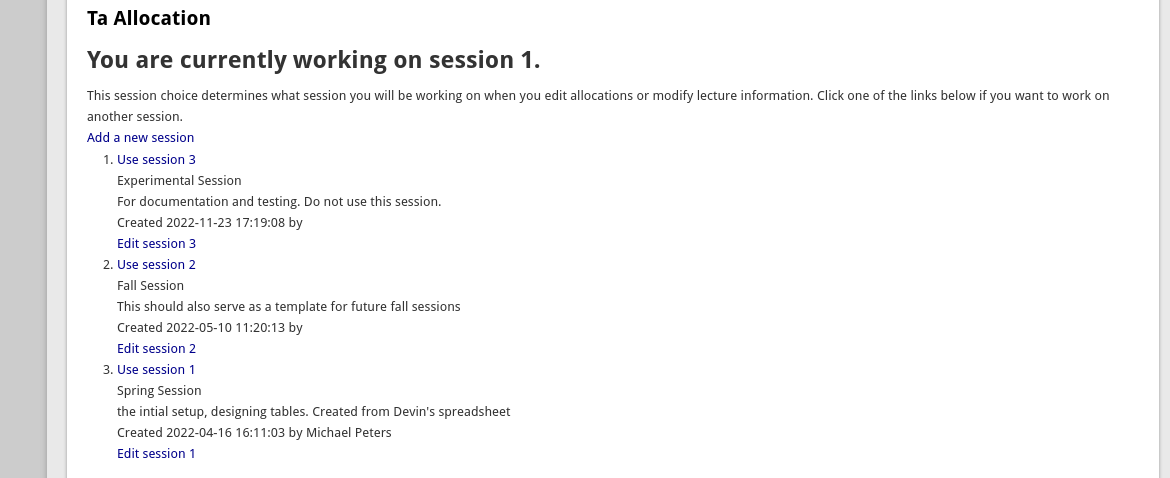 Ta Allocation
You are currently working on session 1.
This session choice determines what session you will be working on when you edit allocations or modify lecture information. Click one of the links below if you want to work on
another session.
Add a new session
1. Use session 3
Experimental Session
For documentation and testing. Do not use this session.
Created 2022-11-23 17:19:08 by
Edit session 3
2. Use session 2
Fall Session
This should also serve as a template for future fall sessions
Created 2022-05-10 11:20:13 by
Edit session 2
3. Use session 1
Spring Session
the intial setup, designing tables. Created from Devin's spreadsheet
Created 2022-04-16 16:11:03 by Michael Peters
Edit session 1